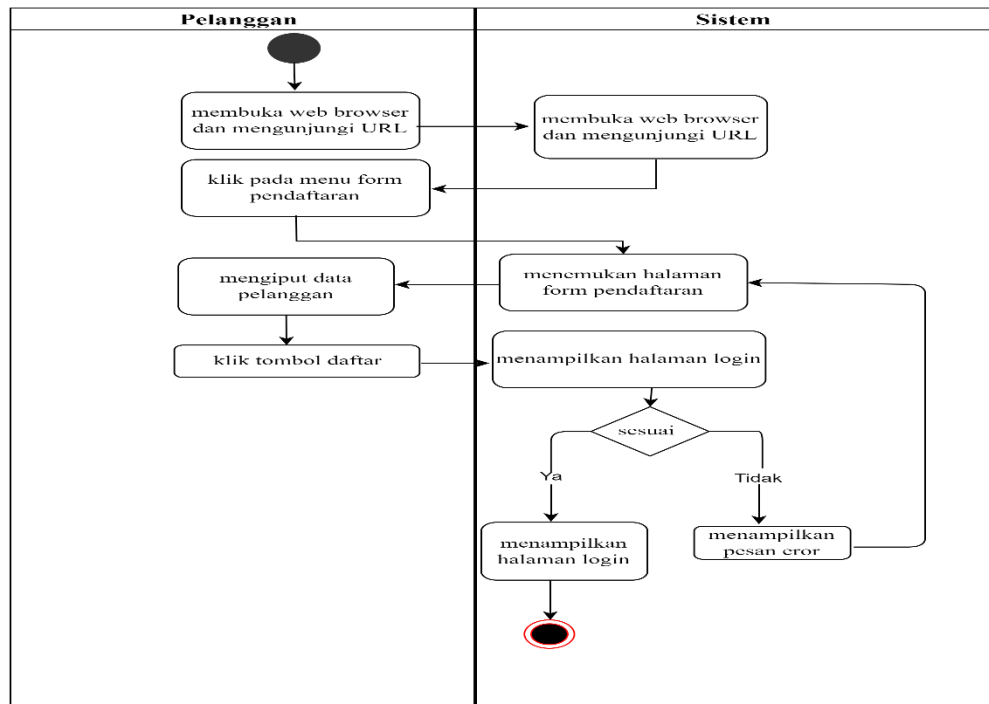 Pelanggan
Sistem
membuka web browser
dan mengunjungi URL
membuka web browser
dan mengunjungi URL
klik pada menu form
pendaftaran
menemukan halaman
form pendaftaran
mengiput data
pelanggan
klik tombol daftar
menampilkan halaman login
sesuai
Ya
Tidak
menampilkan
halaman login
menampilkan
pesan eror